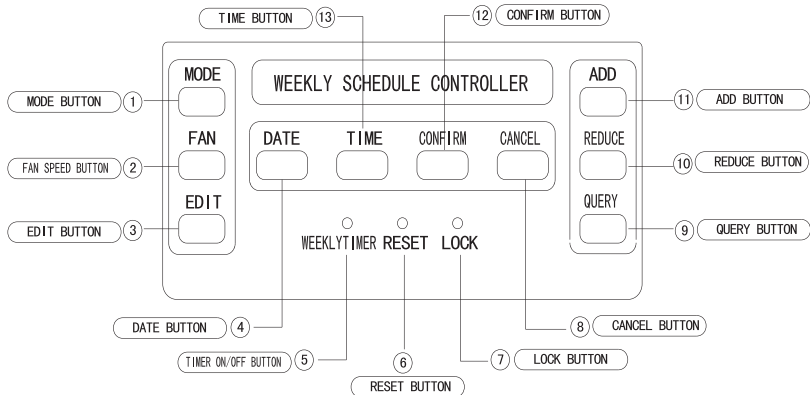 TIME BUTTON 13
12 CONFIRM BUTTON
MODE
WEEKLY SCHEDULE CONTROLLER
ADD
MODE BUTTON 1
11 ADD BUTTON
FAN
DATE TIME CONFIRM CANCEL
REDUCE
FAN SPEED BUTTON 2
10 REDUCE BUTTON
EDIT
QUERY
EDIT BUTTON 3
9 QUERY BUTTON
WEEKLYTIMER RESET LOCK
DATE BUTTON 4
8 CANCEL BUTTON
TIMER ON/OFF BUTTON 5
6
7 LOCK BUTTON
RESET BUTTON